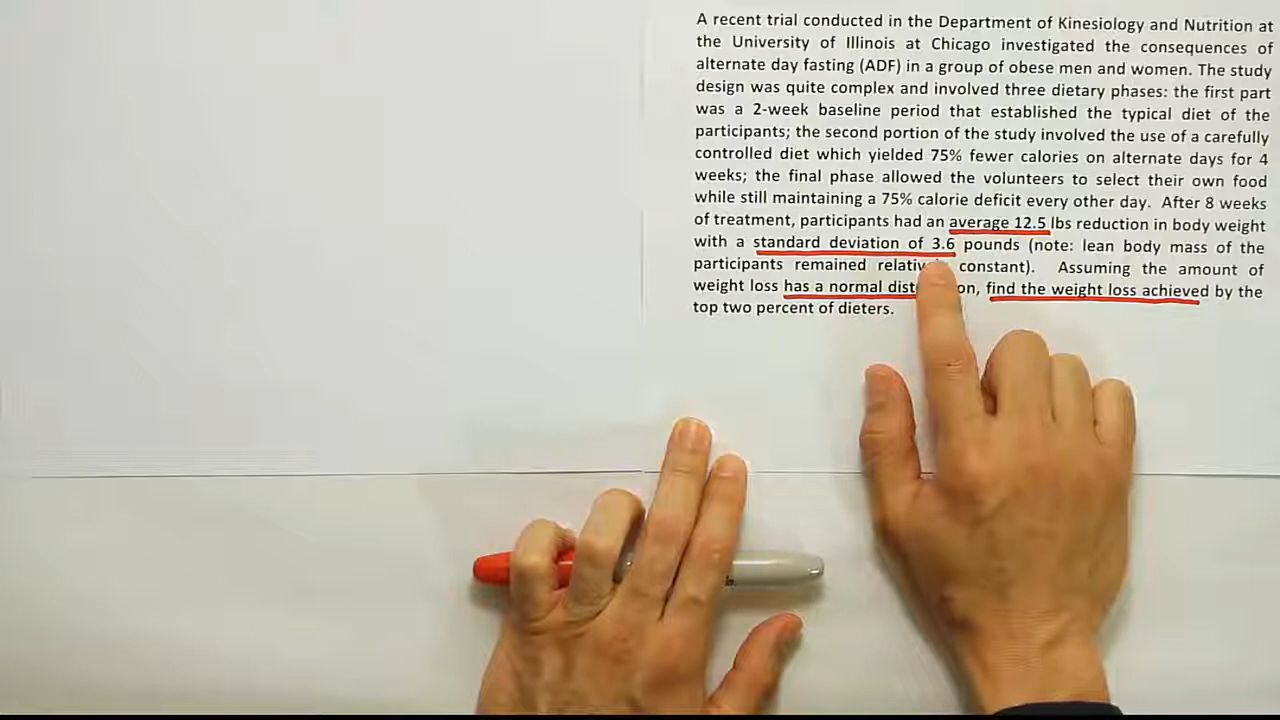 A recent trial conducted in the Department of Kinesiology and Nutrition at
the University of Illinois at Chicago investigated the consequences of
alternate day fasting (ADF) in a group of obese men and women. The study
design was quite complex and involved three dietary phases: the first part
was a 2-week baseline period that established the typical diet of the
participants; the second portion of the study involved the use of a carefully
controlled diet which yielded 75% fewer calories on alternate days for 4
weeks; the final phase allowed the volunteers to select their own food
while still maintaining a 75% calorie deficit every other day. After 8 weeks
of treatment, participants had an average 12.5 lbs reduction in body weight
with a standard deviation of 3.6 pounds (note: lean body mass of the
participants remained constant). Assuming the amount of
weight loss has a normal find the weight loss achieved by the
top two percent of dieters.